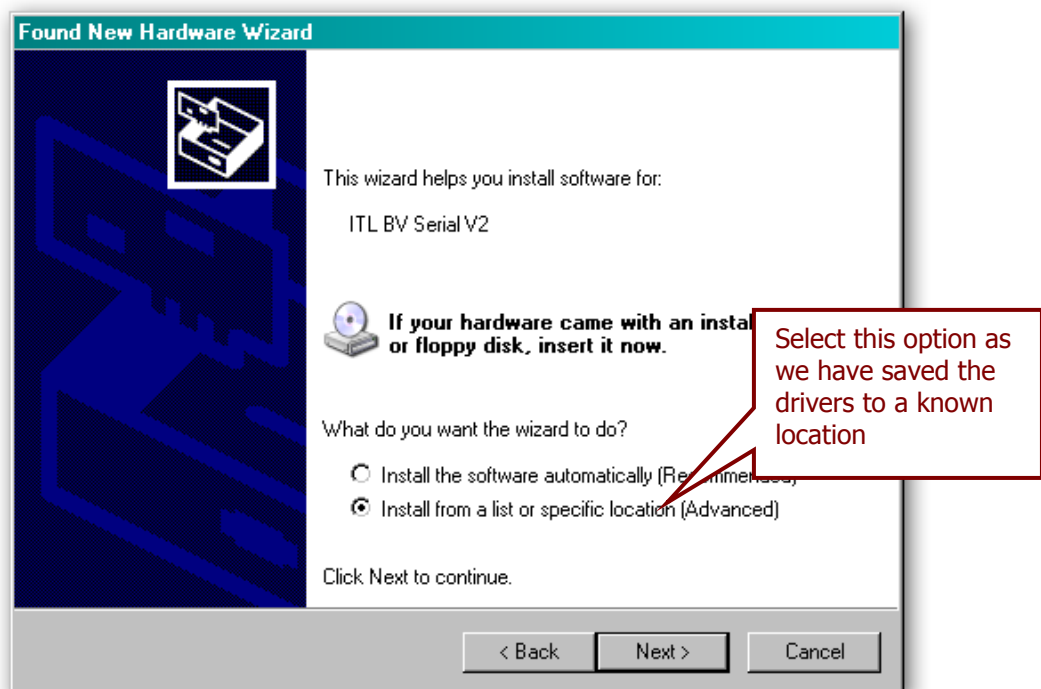 Found New Hardware Wizard
This wizard helps you install software for:
ITL BV Serial V2
If your hardware came with an
or floppy disk, insert it now.
Select this option as
we have saved the
drivers to a known
location
What do you want the wizard to do?
Install the software automatically (Recommended)
Install from a list or specific location (Advanced)
Click Next to continue.
< Back
Next >
Cancel